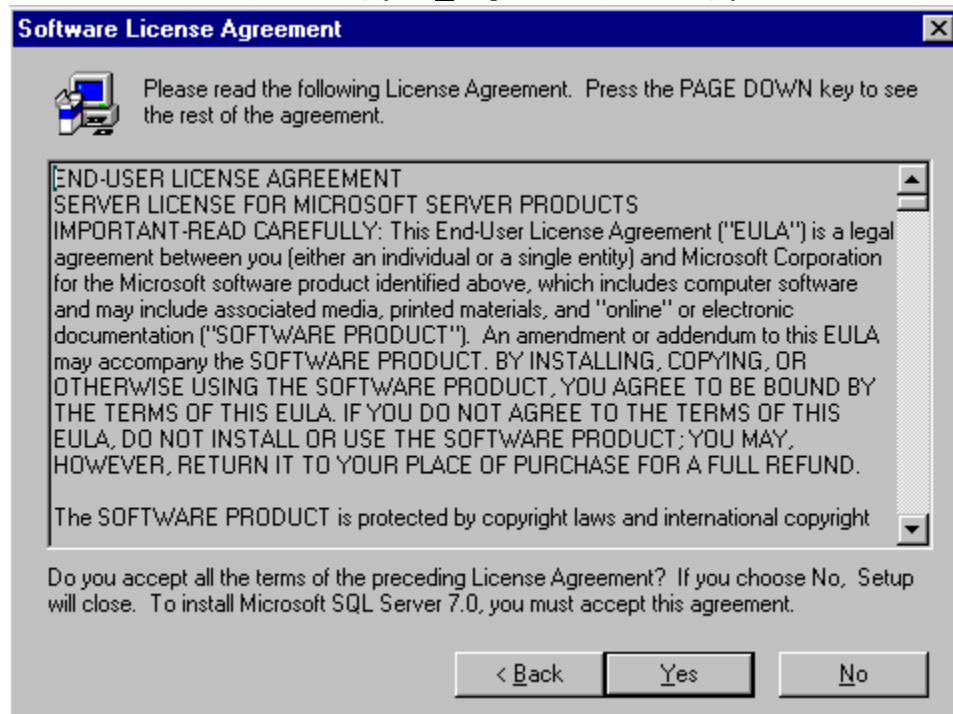 Software License Agreement
Please read the following License Agreement. Press the PAGE DOWN key to see
the rest of the agreement.
END-USER LICENSE AGREEMENT
SERVER LICENSE FOR MICROSOFT SERVER PRODUCTS
IMPORTANT-READ CAREFULLY: This End-User License Agreement ("EULA") is a legal
agreement between you (either an individual or a single entity) and Microsoft Corporation
for the Microsoft software product identified above, which includes computer software
and may include associated media, printed materials, and "online" or electronic
documentation ("SOFTWARE PRODUCT"). An amendment or addendum to this EULA
may accompany the SOFTWARE PRODUCT. BY INSTALLING, COPYING, OR
OTHERWISE USING THE SOFTWARE PRODUCT, YOU AGREE TO BE BOUND BY
THE TERMS OF THIS EULA. IF YOU DO NOT AGREE TO THE TERMS OF THIS
EULA, DO NOT INSTALL OR USE THE SOFTWARE PRODUCT; YOU MAY,
HOWEVER, RETURN IT TO YOUR PLACE OF PURCHASE FOR A FULL REFUND.
The SOFTWARE PRODUCT is protected by copyright laws and international copyright
Do you accept all the terms of the preceding License Agreement? If you choose No, Setup
will close. To install Microsoft SQL Server 7.0, you must accept this agreement.
< Back
Yes
No